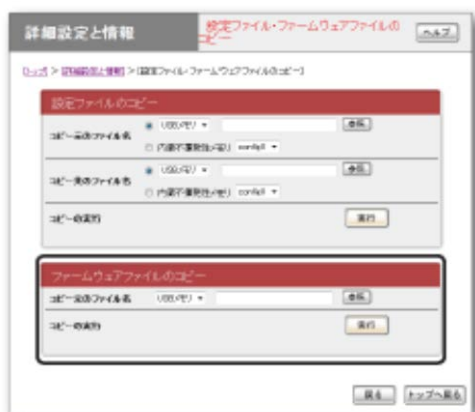 詳細設定と情報
設定ファイル・ファームウェアファイルのコピー
ヘルプ
トップ > 詳細設定と情報 > [設定ファイル・ファームウェアファイルのコピー]
設定ファイルのコピー
コピー元のファイル名 USBメモリ 参照
内蔵不揮発性メモリ config0
コピー先のファイル名 USBメモリ 参照
内蔵不揮発性メモリ config0
コピーの実行 実行
ファームウェアファイルのコピー
コピー元のファイル名 USBメモリ 参照
コピーの実行 実行
戻る トップへ戻る